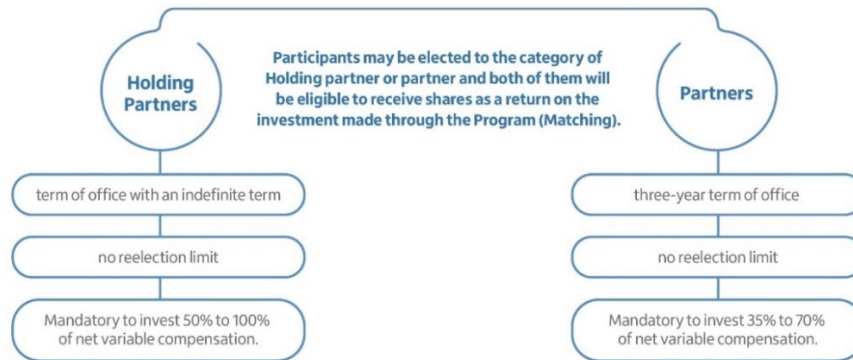 Holding
Partners
Participants may be elected to the category of
Holding partner or partner and both of them will
be eligible to receive shares as a return on the
investment made through the Program (Matching).
Partners
term of office with an indefinite term
no reelection limit
Mandatory to invest 50% to 100%
of net variable compensation.
three-year term of office
no reelection limit
Mandatory to invest 35% to 70%
of net variable compensation.